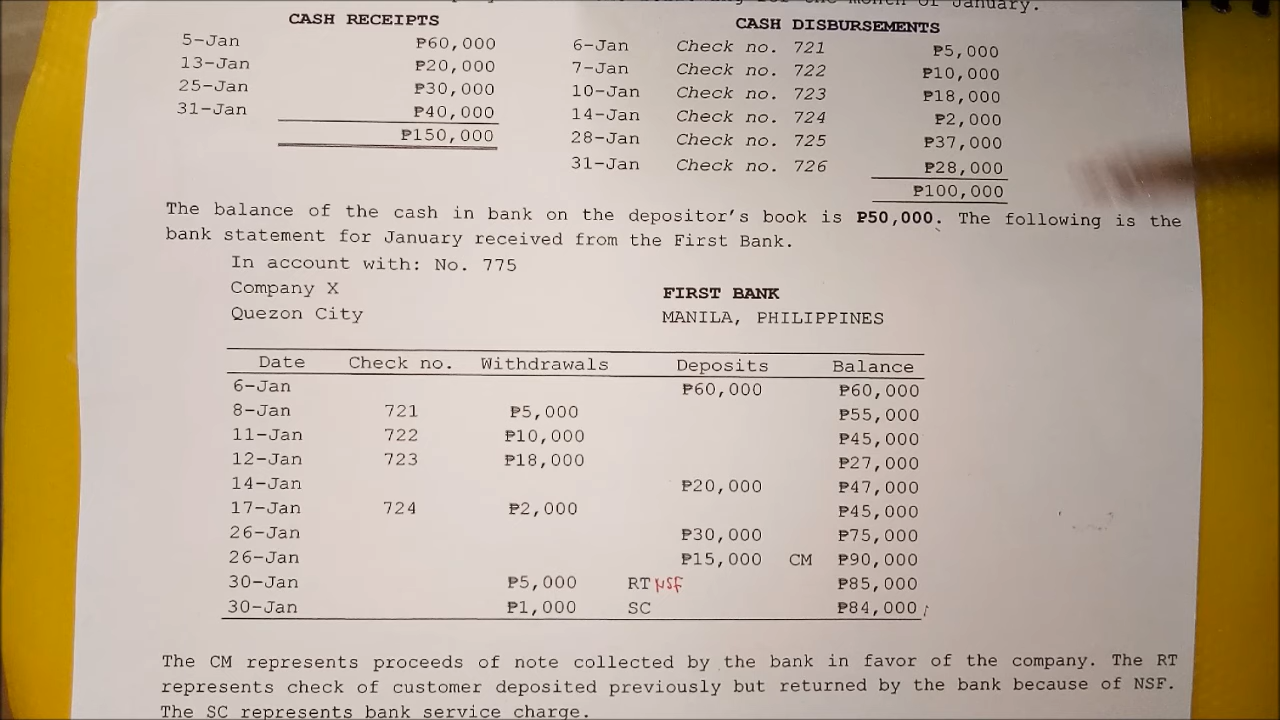 for the month of January.
CASH RECEIPTS CASH DISBURSEMENTS
5-Jan ₱60,000 6-Jan Check no. 721 ₱5,000
13-Jan ₱20,000 7-Jan Check no. 722 ₱10,000
25-Jan ₱30,000 10-Jan Check no. 723 ₱18,000
31-Jan ₱40,000 14-Jan Check no. 724 ₱2,000
₱150,000 28-Jan Check no. 725 ₱37,000
31-Jan Check no. 726 ₱28,000
₱100,000
The balance of the cash in bank on the depositor's book is ₱50,000. The following is the
bank statement for January received from the First Bank.
In account with: No. 775
Company X FIRST BANK
Quezon City MANILA, PHILIPPINES
Date Check no. Withdrawals Deposits Balance
6-Jan ₱60,000 ₱60,000
8-Jan 721 ₱5,000 ₱55,000
11-Jan 722 ₱10,000 ₱45,000
12-Jan 723 ₱18,000 ₱27,000
14-Jan ₱20,000 ₱47,000
17-Jan 724 ₱2,000 ₱45,000
26-Jan ₱30,000 ₱75,000
26-Jan ₱15,000 CM ₱90,000
30-Jan ₱5,000 RT NSF ₱85,000
30-Jan ₱1,000 SC ₱84,000
The CM represents proceeds of note collected by the bank in favor of the company. The RT
represents check of customer deposited previously but returned by the bank because of NSF.
The SC represents bank service charge.